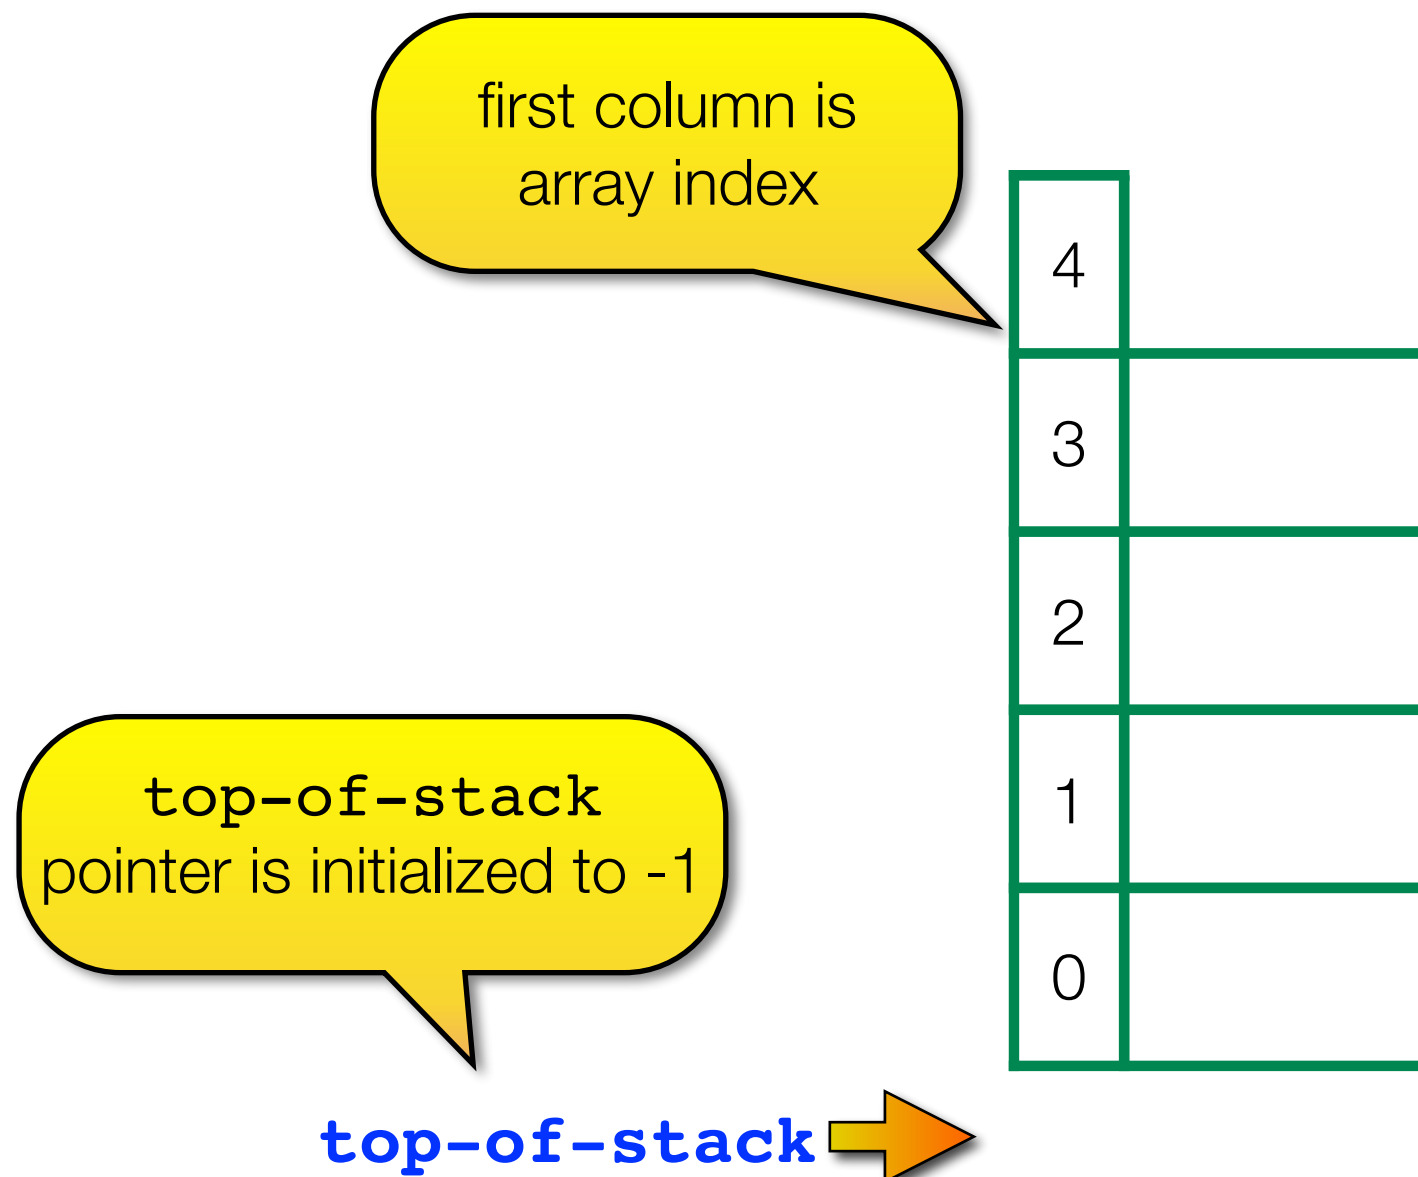 first column is
array index
4
3
2
top-of-stack
pointer is initialized to -1
1
0
top-of-stack